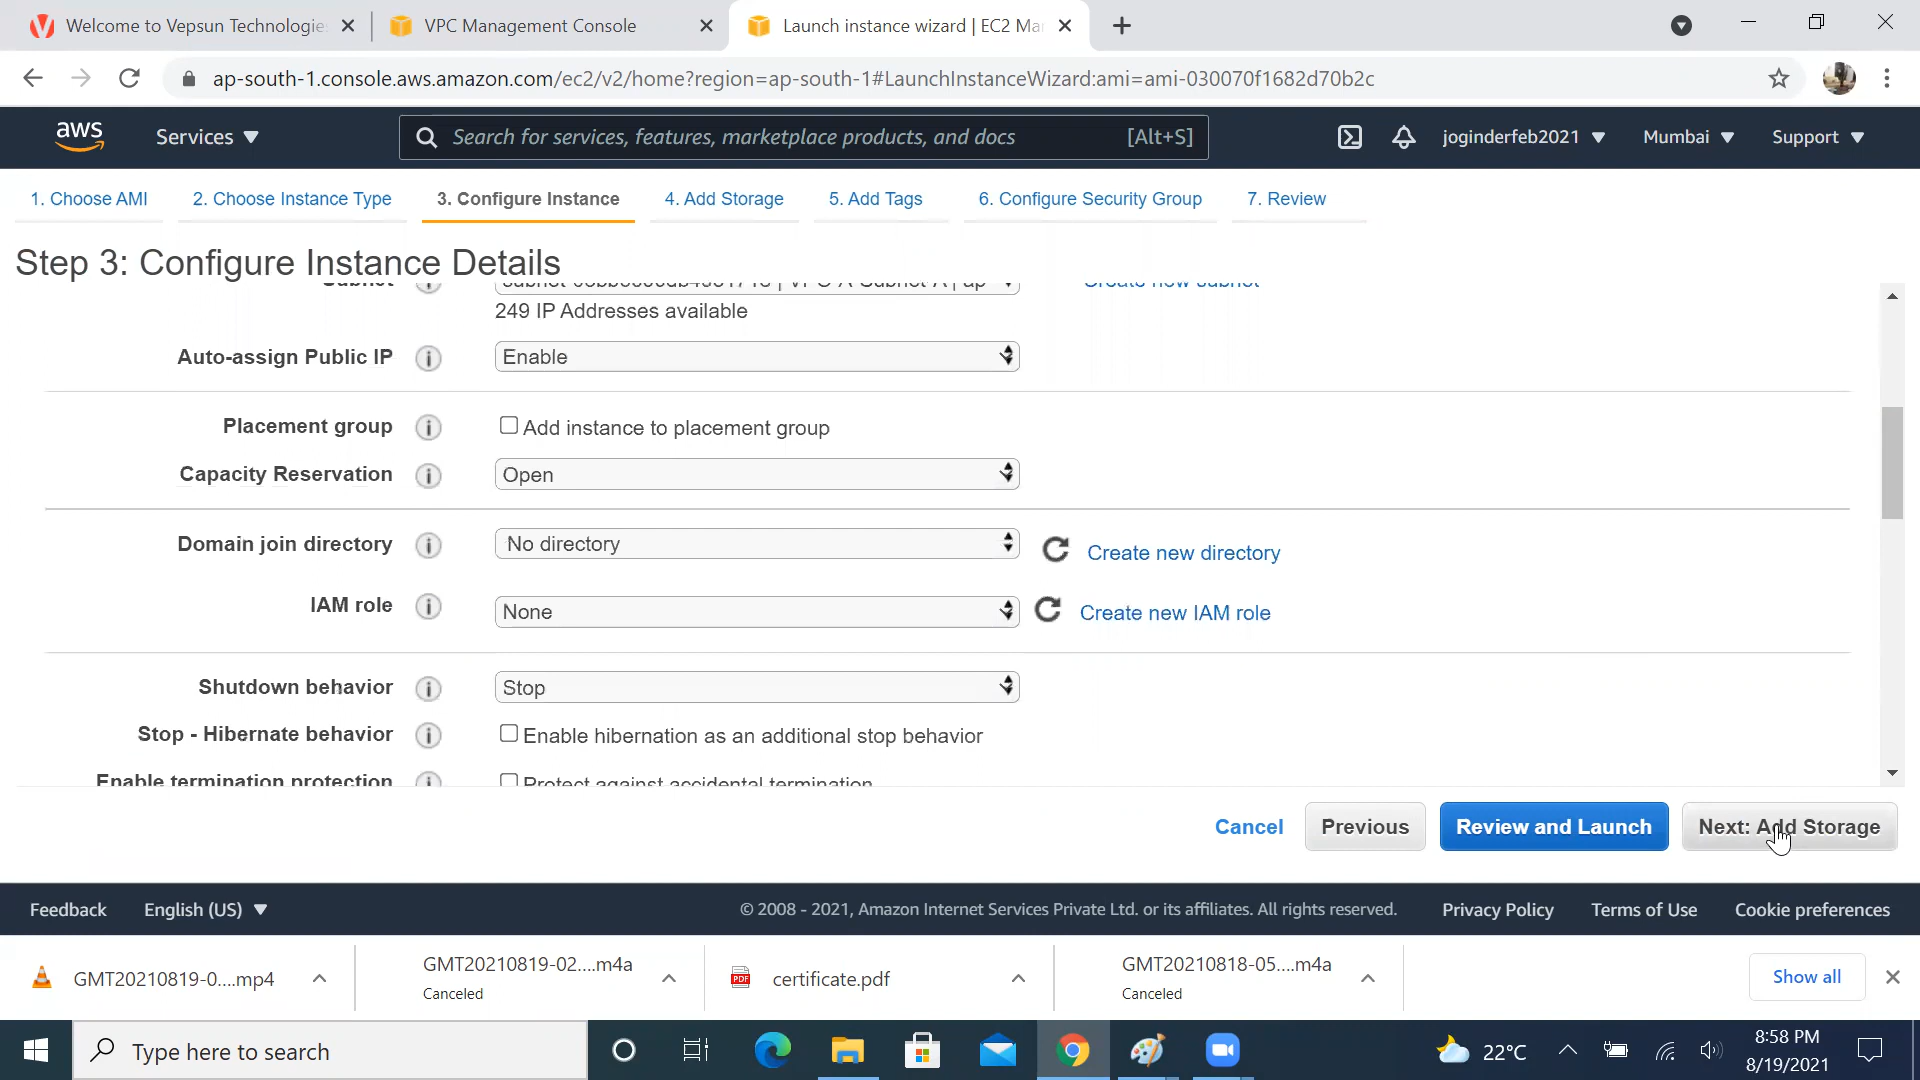 Welcome to Vepsun Technologies
VPC Management Console
Launch instance wizard | EC2 Ma
ap-south-1.console.aws.amazon.com/ec2/v2/home?region=ap-south-1#LaunchInstanceWizard:ami=ami-030070f1682d70b2c
aws
Services
Search for services, features, marketplace products, and docs
[Alt+S]
joginderfeb2021
Mumbai
Support
1. Choose AMI
2. Choose Instance Type
3. Configure Instance
4. Add Storage
5. Add Tags
6. Configure Security Group
7. Review
Step 3: Configure Instance Details
Subnet
Create new subnet
249 IP Addresses available
Auto-assign Public IP
Enable
Placement group
Add instance to placement group
Capacity Reservation
Open
Domain join directory
No directory
Create new directory
IAM role
None
Create new IAM role
Shutdown behavior
Stop
Stop - Hibernate behavior
Enable hibernation as an additional stop behavior
Enable termination protection
Protect against accidental termination
Cancel
Previous
Review and Launch
Next: Add Storage
Feedback
English (US)
© 2008 - 2021, Amazon Internet Services Private Ltd. or its affiliates. All rights reserved.
Privacy Policy
Terms of Use
Cookie preferences
GMT20210819-0....mp4
GMT20210819-02....m4a
Canceled
PDF
certificate.pdf
GMT20210818-05....m4a
Canceled
Show all
Type here to search
22°C
8:58 PM
8/19/2021